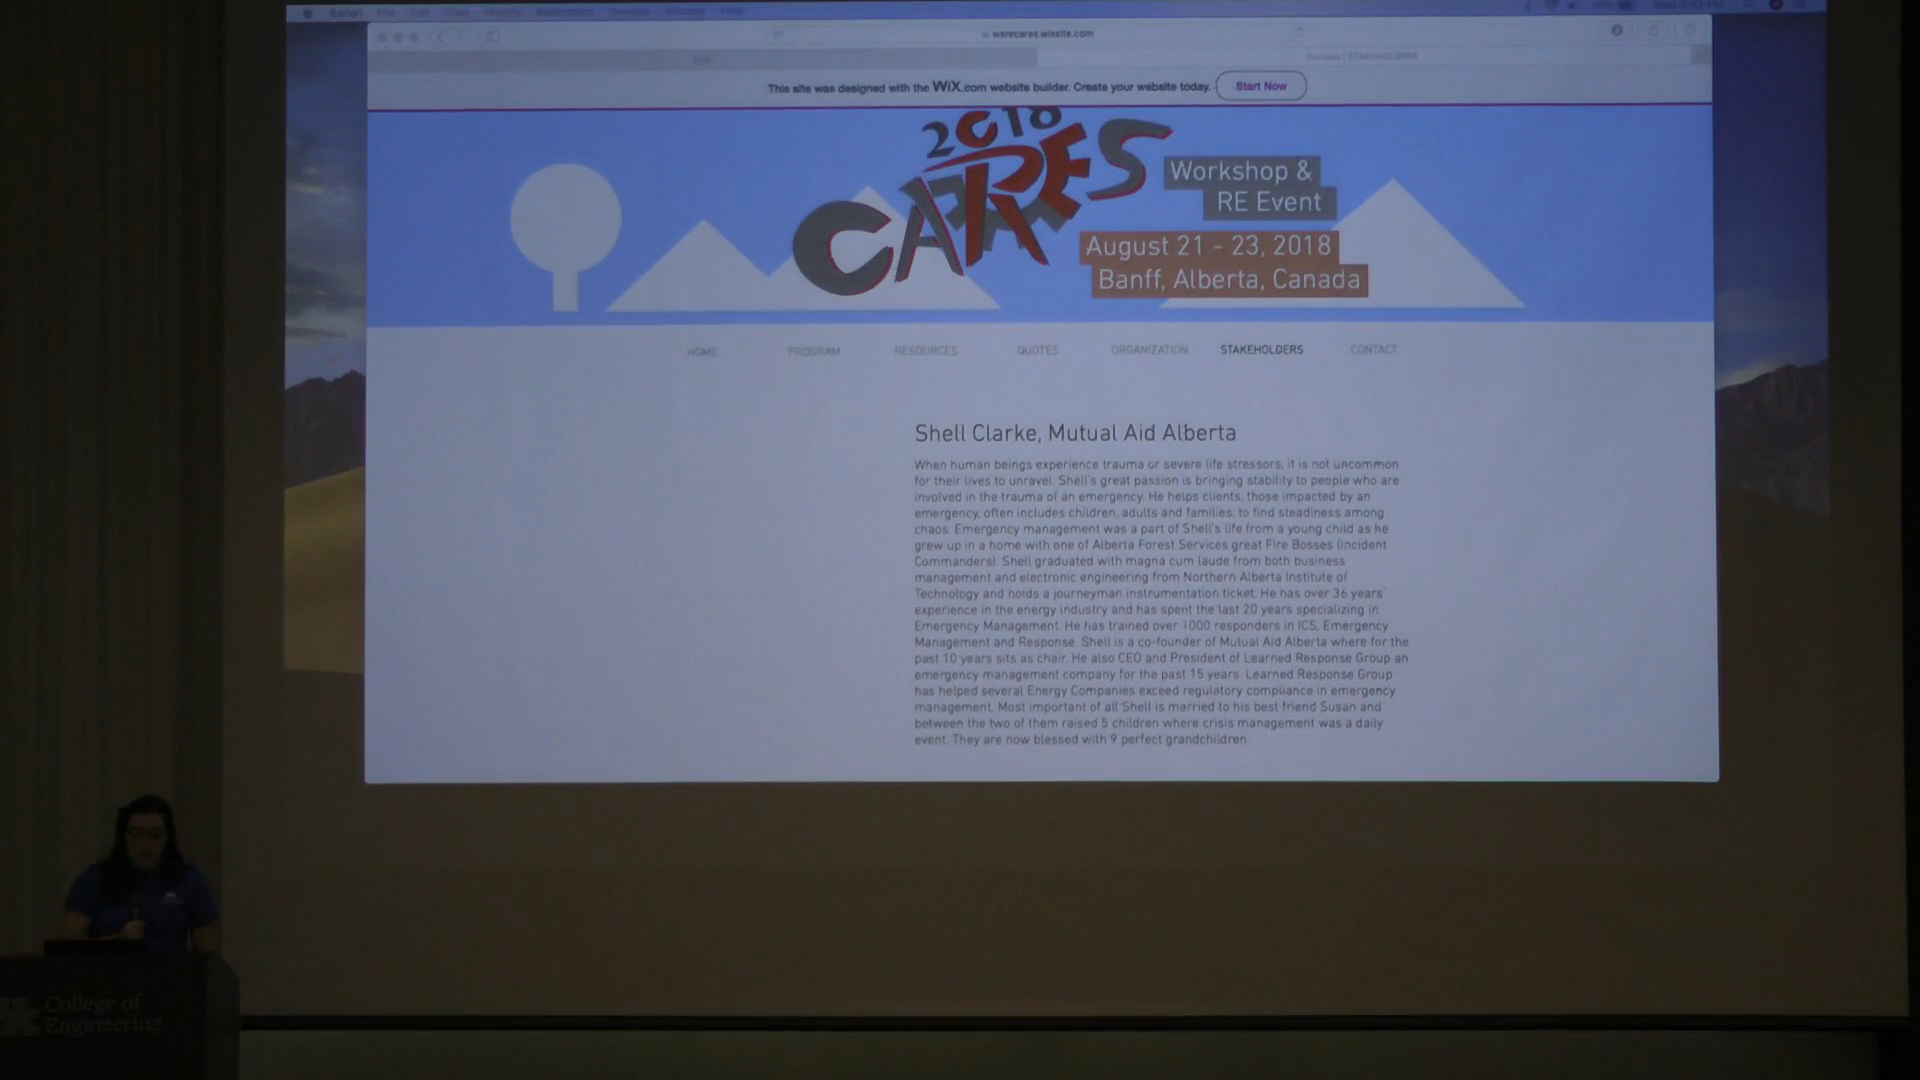 Safari File Edit View History Bookmarks Develop Window Help
wsrecares.wixsite.com
STAKEHOLDERS
This site was designed with the WiX.com website builder. Create your website today. Start Now
2018
CARES
Workshop &
RE Event
August 21 - 23, 2018
Banff, Alberta, Canada
HOME PROGRAM RESOURCES QUOTES ORGANIZATION STAKEHOLDERS CONTACT
Shell Clarke, Mutual Aid Alberta
When human beings experience trauma or severe life stressors, it is not uncommon
for their lives to unravel. Shell's great passion is bringing stability to people who are
involved in the trauma of an emergency. He helps clients, those impacted by an
emergency, often includes children, adults and families, to find steadiness among
chaos. Emergency management was a part of Shell's life from a young child as he
grew up in a home with one of Alberta Forest Services great Fire Bosses (Incident
Commanders). Shell graduated with magna cum laude from both business
management and electronic engineering from Northern Alberta Institute of
Technology and holds a journeyman instrumentation ticket. He has over 36 years'
experience in the energy industry and has spent the last 20 years specializing in
Emergency Management. He has trained over 1000 responders in ICS, Emergency
Management and Response. Shell is a co-founder of Mutual Aid Alberta where for the
past 10 years sits as chair. He also CEO and President of Learned Response Group an
emergency management company for the past 15 years. Learned Response Group
has helped several Energy Companies exceed regulatory compliance in emergency
management. Most important of all Shell is married to his best friend Susan and
between the two of them raised 5 children where crisis management was a daily
event. They are now blessed with 9 perfect grandchildren.
College of
Engineering